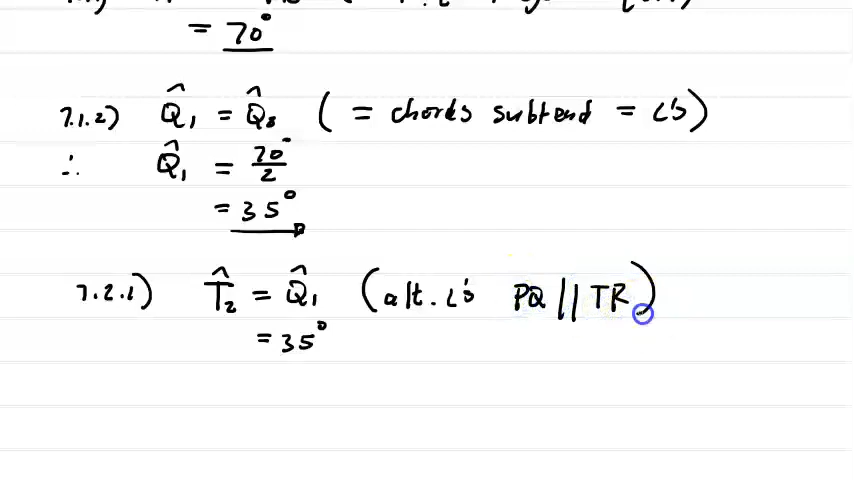 = 70°
7.1.2) Q̂₁ = Q̂₃ ( = chords subtend = ∠'s)
∴ Q̂₁ = 70°/2
= 35°
7.2.1) T̂₂ = Q̂₁ (alt. ∠'s PQ || TR)
= 35°